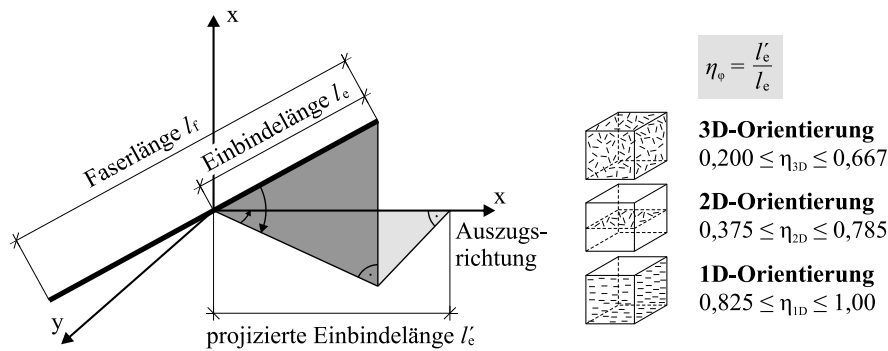 x
Faserlänge l_f
Einbindelänge l_e
x
Auszugs-
richtung
y
projizierte Einbindelänge l′_e
η_φ = l′_e / l_e
3D-Orientierung
0,200 ≤ η_3D ≤ 0,667
2D-Orientierung
0,375 ≤ η_2D ≤ 0,785
1D-Orientierung
0,825 ≤ η_1D ≤ 1,00